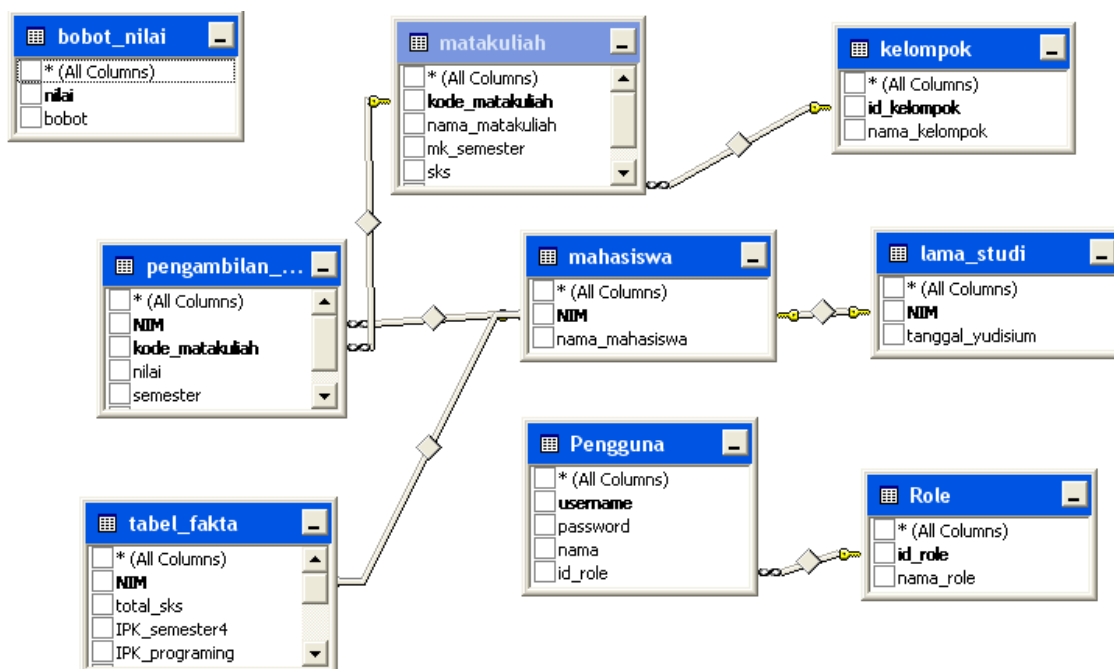 bobot_nilai
* (All Columns)
nilai
bobot
matakuliah
* (All Columns)
kode_matakuliah
nama_matakuliah
mk_semester
sks
kelompok
* (All Columns)
id_kelompok
nama_kelompok
pengambilan_...
* (All Columns)
NIM
kode_matakuliah
nilai
semester
mahasiswa
* (All Columns)
NIM
nama_mahasiswa
lama_studi
* (All Columns)
NIM
tanggal_yudisium
tabel_fakta
* (All Columns)
NIM
total_sks
IPK_semester4
IPK_programing
Pengguna
* (All Columns)
username
password
nama
id_role
Role
* (All Columns)
id_role
nama_role